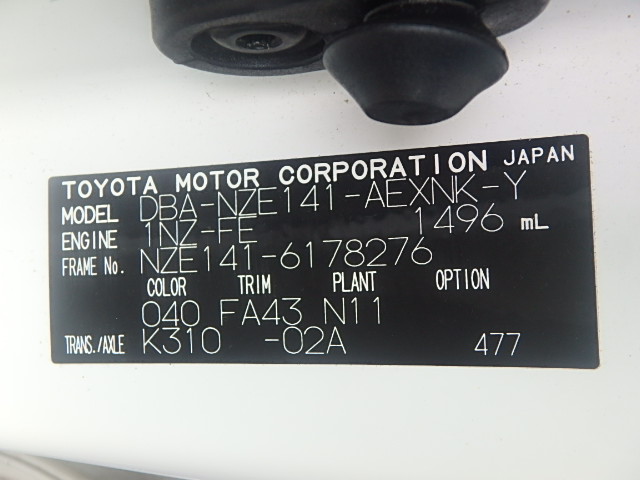 TOYOTA MOTOR CORPORATION JAPAN
MODEL DBA-NZE141-AEXNK-Y
ENGINE 1NZ-FE 1496 mL
FRAME No. NZE141-6178276
COLOR TRIM PLANT OPTION
040 FA43 N11
TRANS./AXLE K310 -02A 477